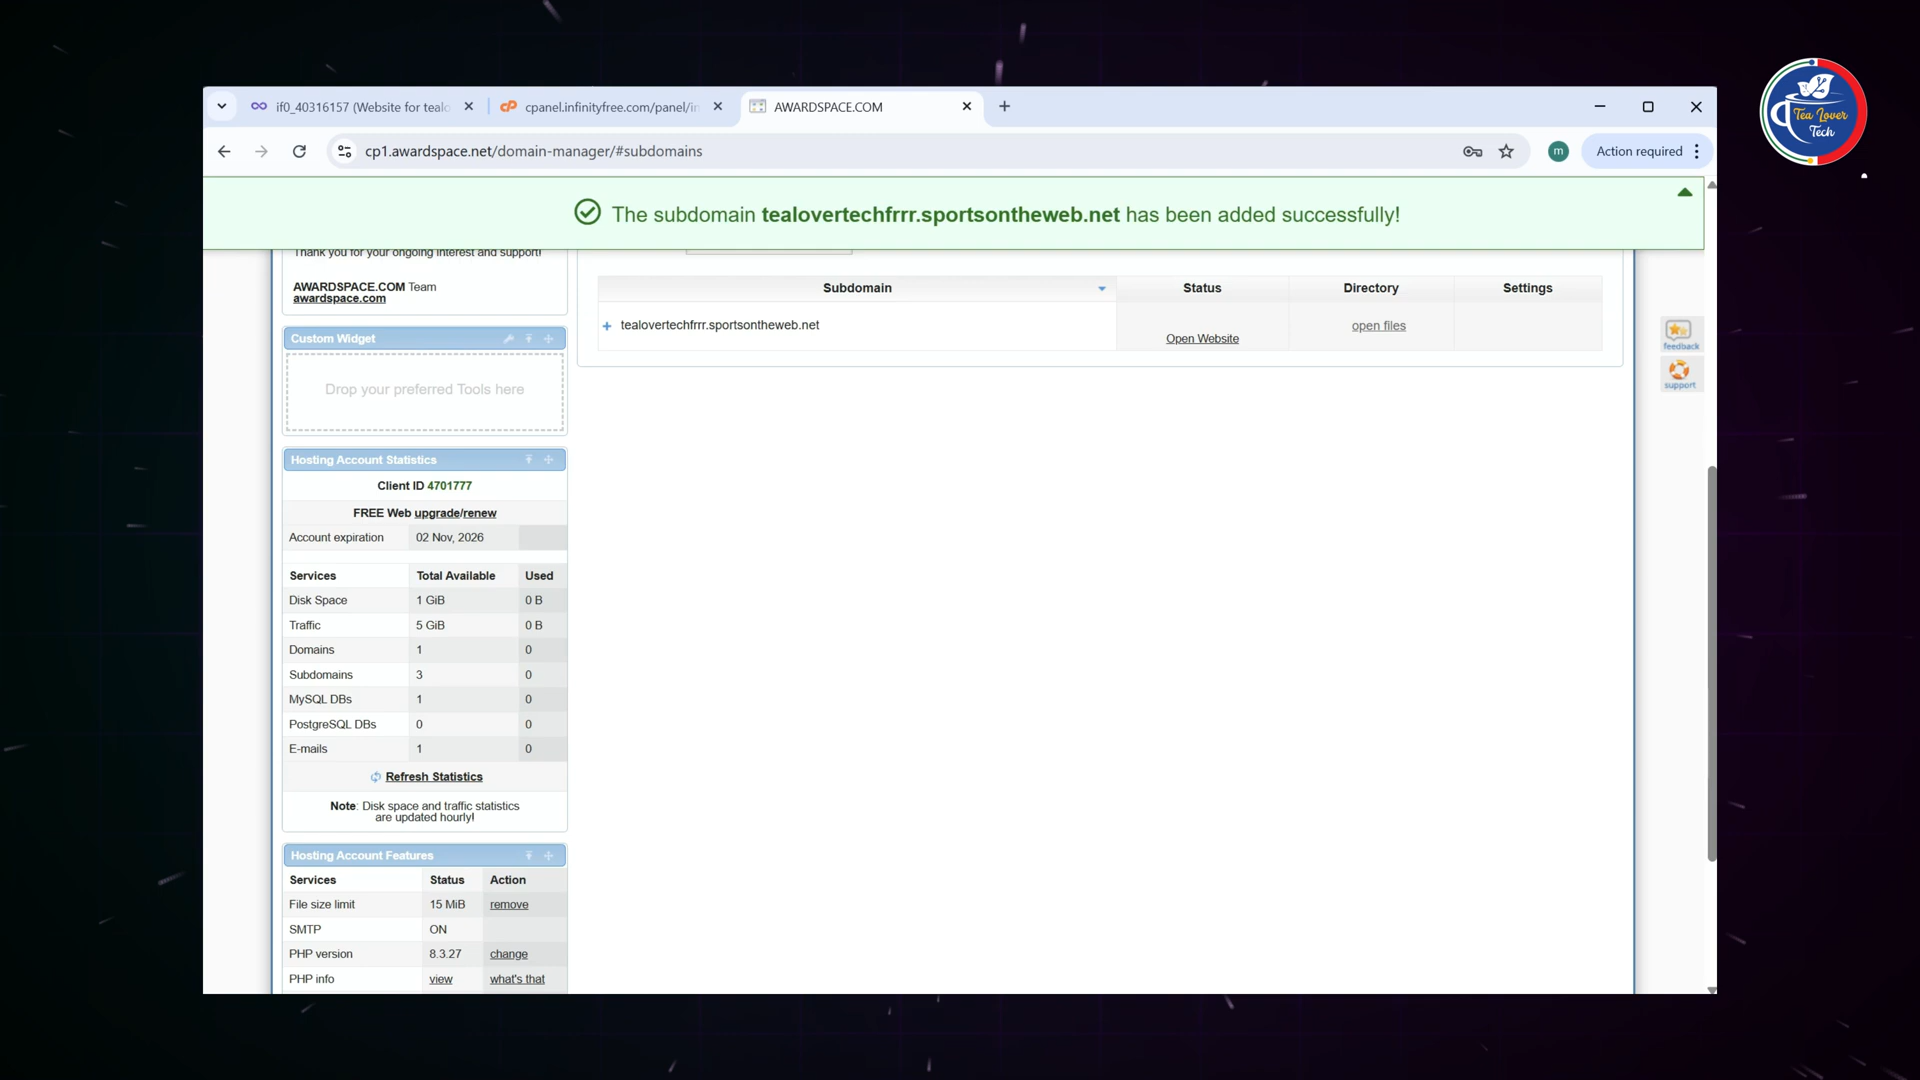 Tea Lover
Tech
if0_40316157 (Website for tealo
cpanel.infinityfree.com/panel/in
AWARDSPACE.COM
cp1.awardspace.net/domain-manager/#subdomains
m
Action required
The subdomain tealovertechfrrr.sportsontheweb.net has been added successfully!
Thank you for your ongoing interest and support!
AWARDSPACE.COM Team
awardspace.com
Subdomain Status Directory Settings
tealovertechfrrr.sportsontheweb.net Open Website open files
feedback
support
Custom Widget
Drop your preferred Tools here
Hosting Account Statistics
Client ID 4701777
FREE Web upgrade/renew
Account expiration 02 Nov, 2026
Services Total Available Used
Disk Space 1 GiB 0 B
Traffic 5 GiB 0 B
Domains 1 0
Subdomains 3 0
MySQL DBs 1 0
PostgreSQL DBs 0 0
E-mails 1 0
Refresh Statistics
Note: Disk space and traffic statistics
are updated hourly!
Hosting Account Features
Services Status Action
File size limit 15 MiB remove
SMTP ON
PHP version 8.3.27 change
PHP info view what's that